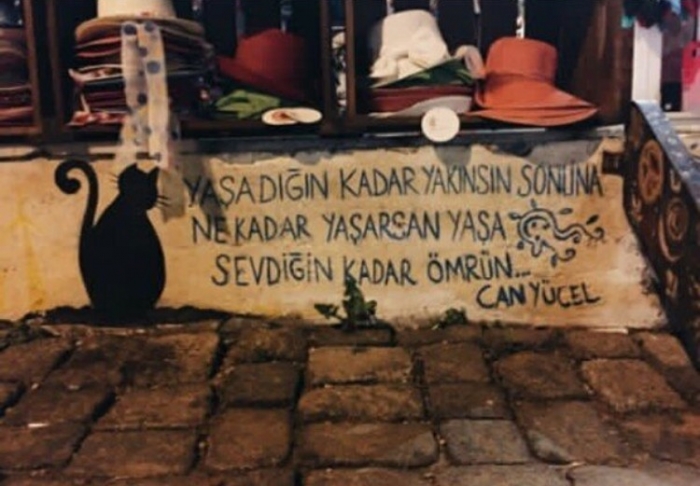 YAŞADIĞIN KADAR YAKINSIN SONUNA
NE KADAR YAŞARSAN YAŞA
SEVDİĞİN KADAR ÖMRÜN...
CAN YÜCEL